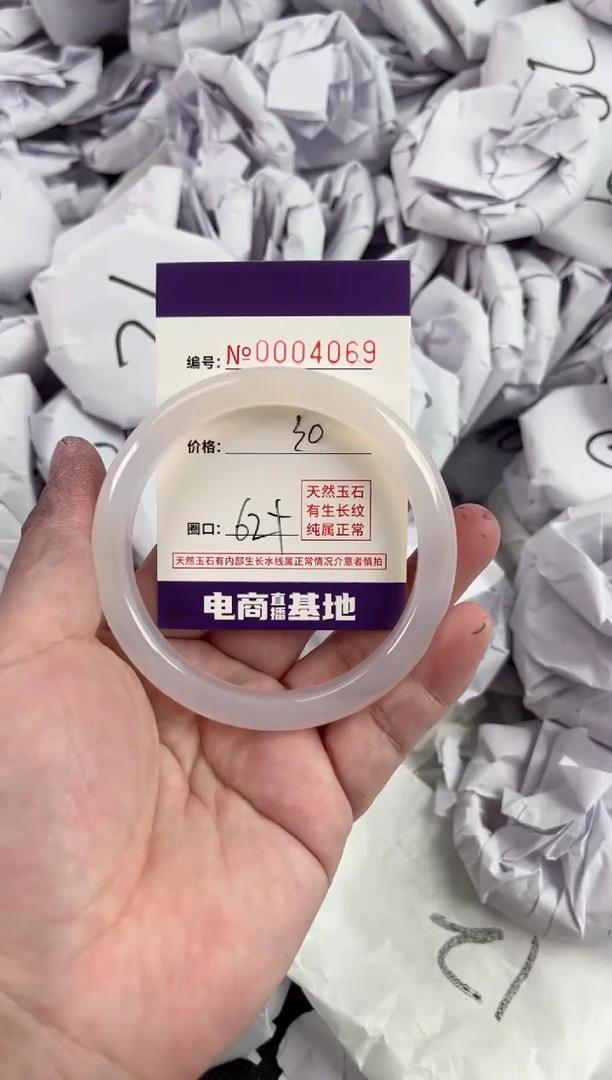 编号: №0004069
价格: 30
天然玉石
有生长纹
纯属正常
圈口: 62+
天然玉石有内部生长水线属正常情况介意者慎拍
电商直播基地